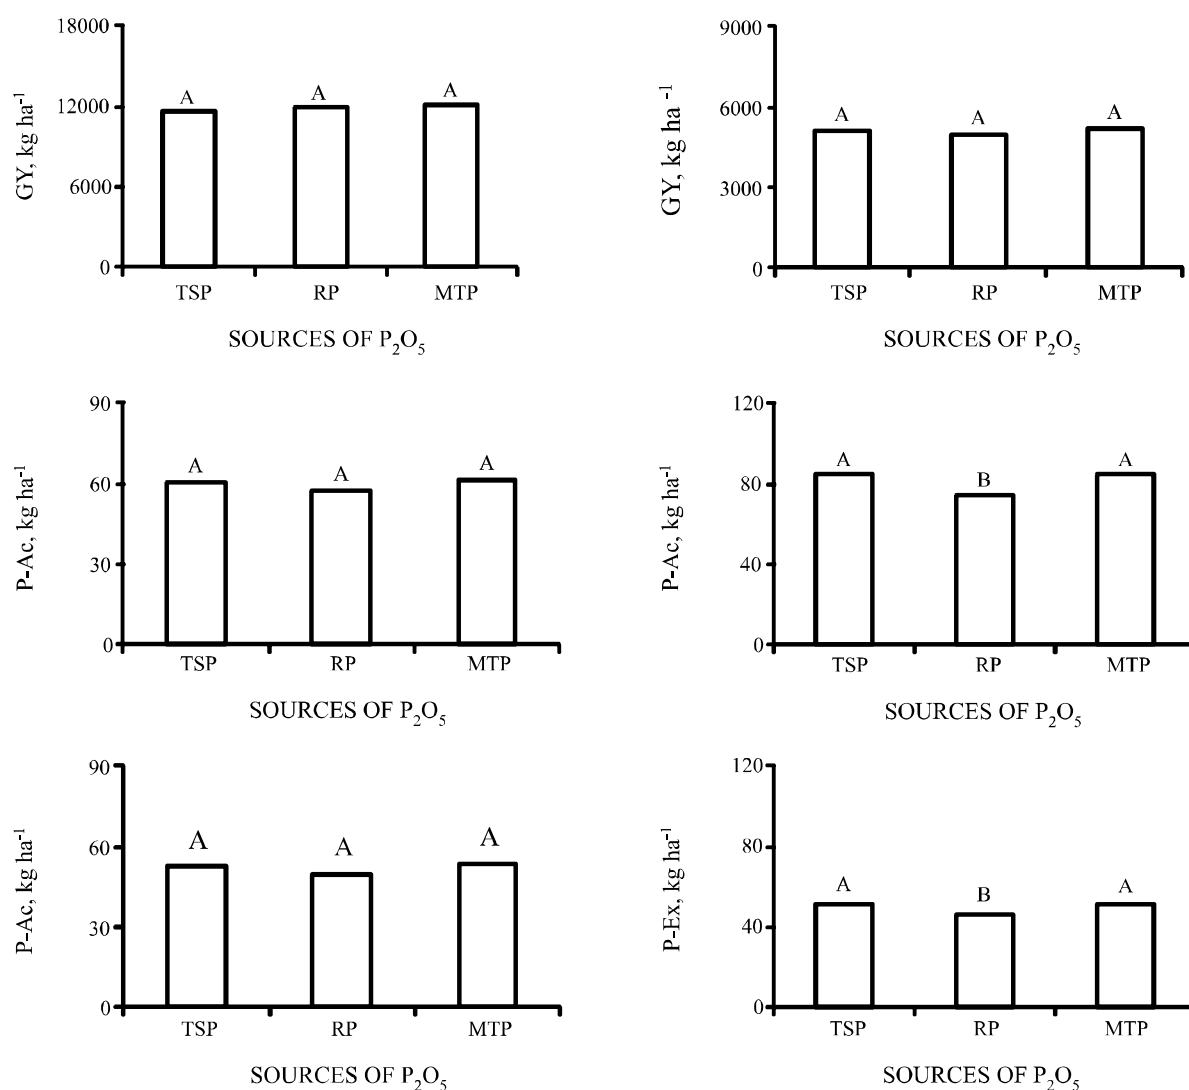 18000
12000
6000
0
GY, kg ha⁻¹
A
A
A
TSP
RP
MTP
SOURCES OF P₂O₅
9000
6000
3000
0
GY, kg ha ⁻¹
A
A
A
TSP
RP
MTP
SOURCES OF P₂O₅
90
60
30
0
P-Ac, kg ha⁻¹
A
A
A
TSP
RP
MTP
SOURCES OF P₂O₅
120
80
40
0
P-Ac, kg ha⁻¹
A
B
A
TSP
RP
MTP
SOURCES OF P₂O₅
90
60
30
0
P-Ac, kg ha⁻¹
A
A
A
TSP
RP
MTP
SOURCES OF P₂O₅
120
80
40
0
P-Ex, kg ha⁻¹
A
B
A
TSP
RP
MTP
SOURCES OF P₂O₅